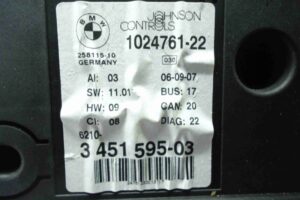 BMW
JOHNSON
CONTROLS
1024761-22
258115-10
GERMANY
030
AI: 03 06-09-07
SW: 11.01 BUS: 17
HW: 09 CAN: 20
CI: 08 DIAG: 22
6210-
3 451 595-03